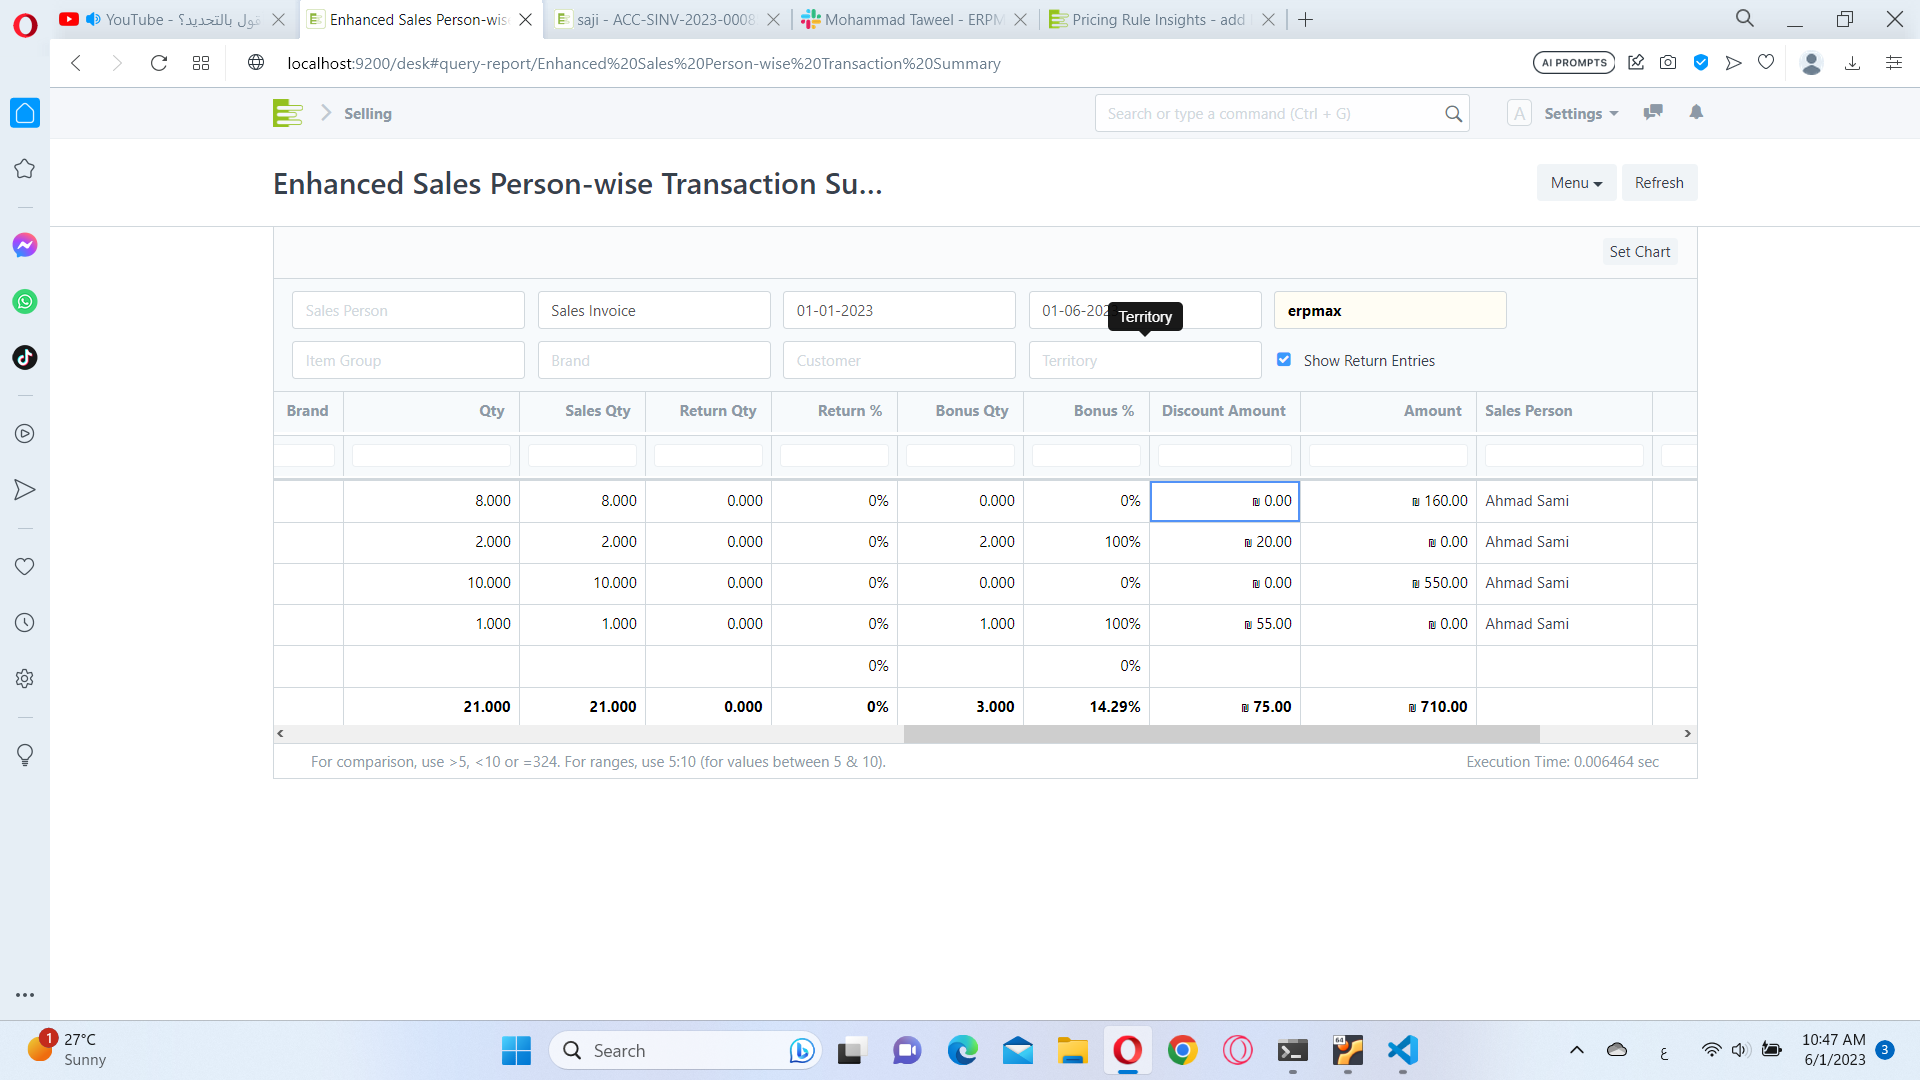 YouTube - قول بالتحديد؟
Enhanced Sales Person-wis
saji - ACC-SINV-2023-0008
Mohammad Taweel - ERPM
Pricing Rule Insights - add
localhost:9200/desk#query-report/Enhanced%20Sales%20Person-wise%20Transaction%20Summary
AI PROMPTS
Selling
Search or type a command (Ctrl + G)
A
Settings
Enhanced Sales Person-wise Transaction Su...
Menu
Refresh
Set Chart
Sales Person
Sales Invoice
01-01-2023
01-06-202
erpmax
Territory
Item Group
Brand
Customer
Territory
Show Return Entries
Brand Qty Sales Qty Return Qty Return % Bonus Qty Bonus % Discount Amount Amount Sales Person
8.000 8.000 0.000 0% 0.000 0% ₪ 0.00 ₪ 160.00 Ahmad Sami
2.000 2.000 0.000 0% 2.000 100% ₪ 20.00 ₪ 0.00 Ahmad Sami
10.000 10.000 0.000 0% 0.000 0% ₪ 0.00 ₪ 550.00 Ahmad Sami
1.000 1.000 0.000 0% 1.000 100% ₪ 55.00 ₪ 0.00 Ahmad Sami
0% 0%
21.000 21.000 0.000 0% 3.000 14.29% ₪ 75.00 ₪ 710.00
For comparison, use >5, <10 or =324. For ranges, use 5:10 (for values between 5 & 10).
Execution Time: 0.006464 sec
1
27°C
Sunny
Search
64
ع
10:47 AM
6/1/2023
3